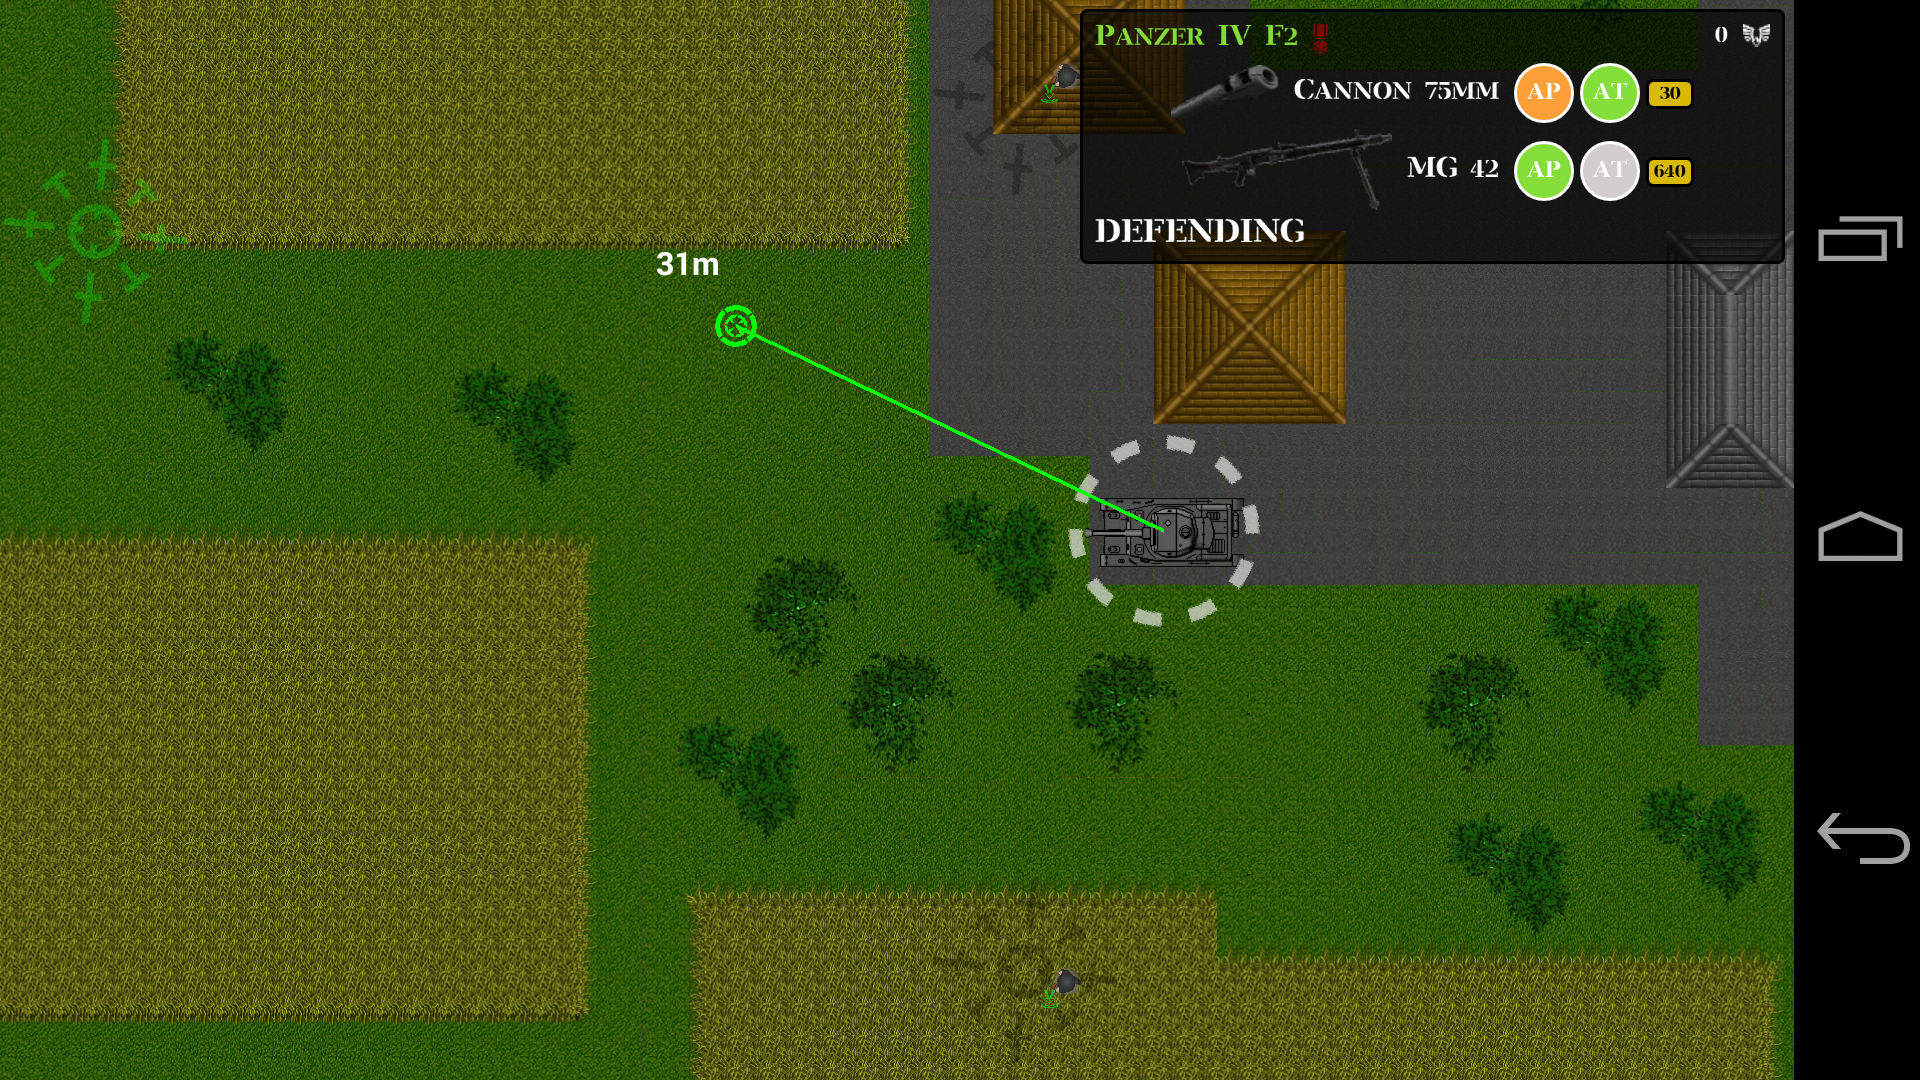 PANZER IV F2 0
CANNON 75MM AP AT 30
MG 42 AP AT 640
DEFENDING
31m